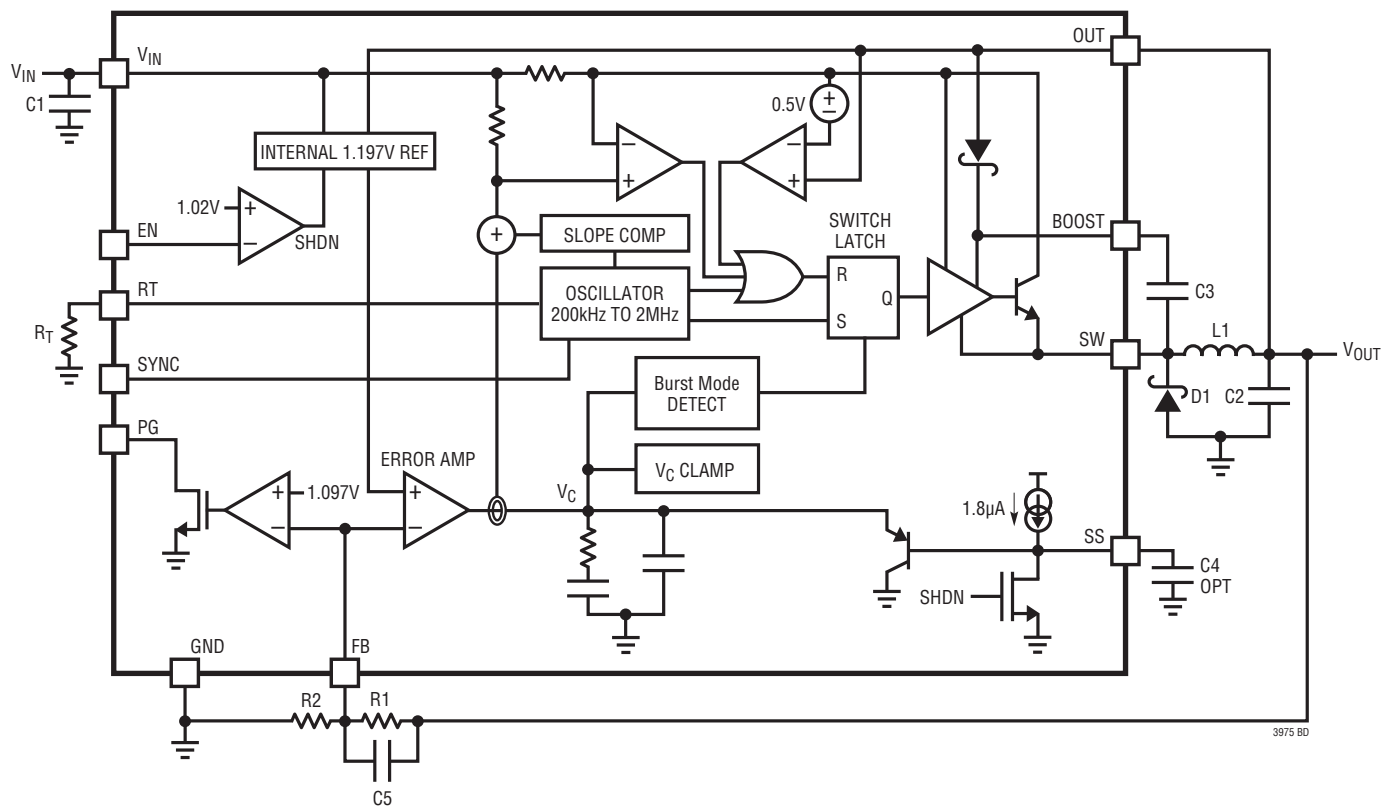 OUT
VIN
VIN
C1
0.5V
+
–
INTERNAL 1.197V REF
–
+
–
+
1.02V
+
–
SHDN
EN
BOOST
SWITCH
LATCH
+
SLOPE COMP
R
S
Q
OSCILLATOR
200kHz TO 2MHz
RT
RT
C3
SW
L1
VOUT
SYNC
Burst Mode
DETECT
D1
C2
PG
ERROR AMP
VC CLAMP
+
1.097V
–
+
–
VC
1.8µA
SS
C4
OPT
SHDN
GND
FB
R2
R1
C5
3975 BD